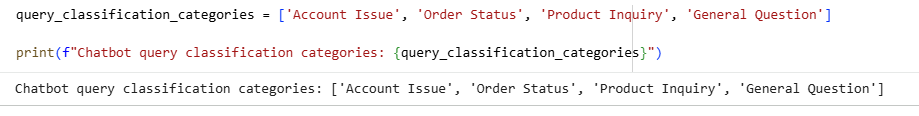 query_classification_categories = ['Account Issue', 'Order Status', 'Product Inquiry', 'General Question']
print(f"Chatbot query classification categories: {query_classification_categories}")
Chatbot query classification categories: ['Account Issue', 'Order Status', 'Product Inquiry', 'General Question']